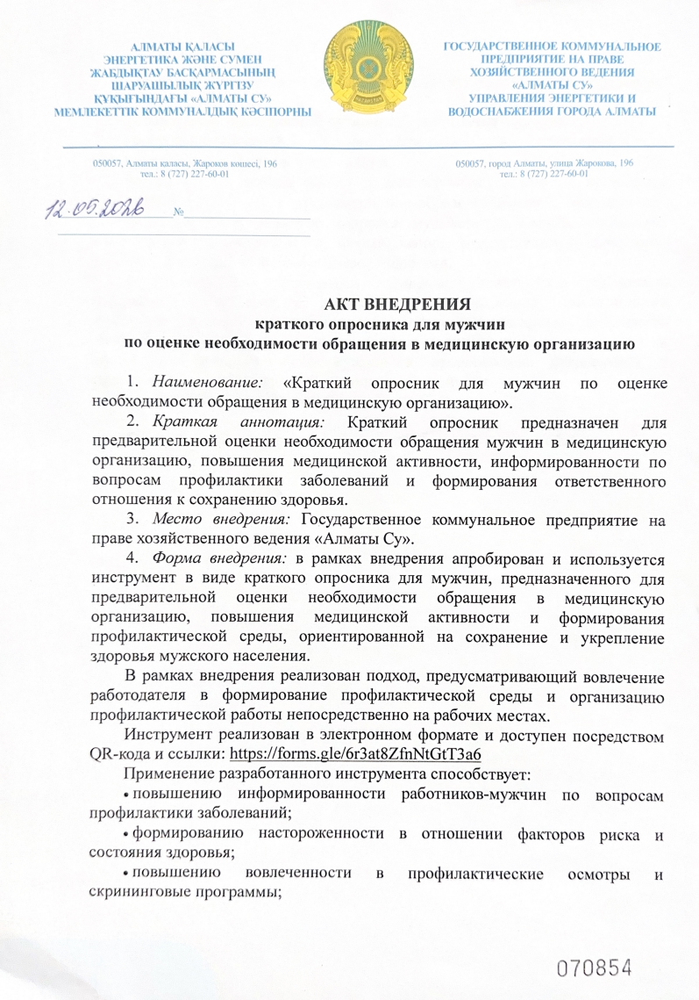 АЛМАТЫ ҚАЛАСЫ
ЭНЕРГЕТИКА ЖӘНЕ СУМЕН
ЖАБДЫҚТАУ БАСҚАРМАСЫНЫҢ
ШАРУАШЫЛЫҚ ЖҮРГІЗУ
ҚҰҚЫҒЫНДАҒЫ «АЛМАТЫ СУ»
МЕМЛЕКЕТТІК КОММУНАЛДЫҚ КӘСІПОРНЫ
ГОСУДАРСТВЕННОЕ КОММУНАЛЬНОЕ
ПРЕДПРИЯТИЕ НА ПРАВЕ
ХОЗЯЙСТВЕННОГО ВЕДЕНИЯ
«АЛМАТЫ СУ»
УПРАВЛЕНИЯ ЭНЕРГЕТИКИ И
ВОДОСНАБЖЕНИЯ ГОРОДА АЛМАТЫ
050057, Алматы қаласы, Жароков көшесі, 196
тел.: 8 (727) 227-60-01
050057, город Алматы, улица Жарокова, 196
тел.: 8 (727) 227-60-01
12.05.2026 №
АКТ ВНЕДРЕНИЯ
краткого опросника для мужчин
по оценке необходимости обращения в медицинскую организацию
1. Наименование: «Краткий опросник для мужчин по оценке
необходимости обращения в медицинскую организацию».
2. Краткая аннотация: Краткий опросник предназначен для
предварительной оценки необходимости обращения мужчин в медицинскую
организацию, повышения медицинской активности, информированности по
вопросам профилактики заболеваний и формирования ответственного
отношения к сохранению здоровья.
3. Место внедрения: Государственное коммунальное предприятие на
праве хозяйственного ведения «Алматы Су».
4. Форма внедрения: в рамках внедрения апробирован и используется
инструмент в виде краткого опросника для мужчин, предназначенного для
предварительной оценки необходимости обращения в медицинскую
организацию, повышения медицинской активности и формирования
профилактической среды, ориентированной на сохранение и укрепление
здоровья мужского населения.
В рамках внедрения реализован подход, предусматривающий вовлечение
работодателя в формирование профилактической среды и организацию
профилактической работы непосредственно на рабочих местах.
Инструмент реализован в электронном формате и доступен посредством
QR-кода и ссылки: https://forms.gle/6r3at8ZfnNtGtT3a6
Применение разработанного инструмента способствует:
• повышению информированности работников-мужчин по вопросам
профилактики заболеваний;
• формированию настороженности в отношении факторов риска и
состояния здоровья;
• повышению вовлеченности в профилактические осмотры и
скрининговые программы;
070854